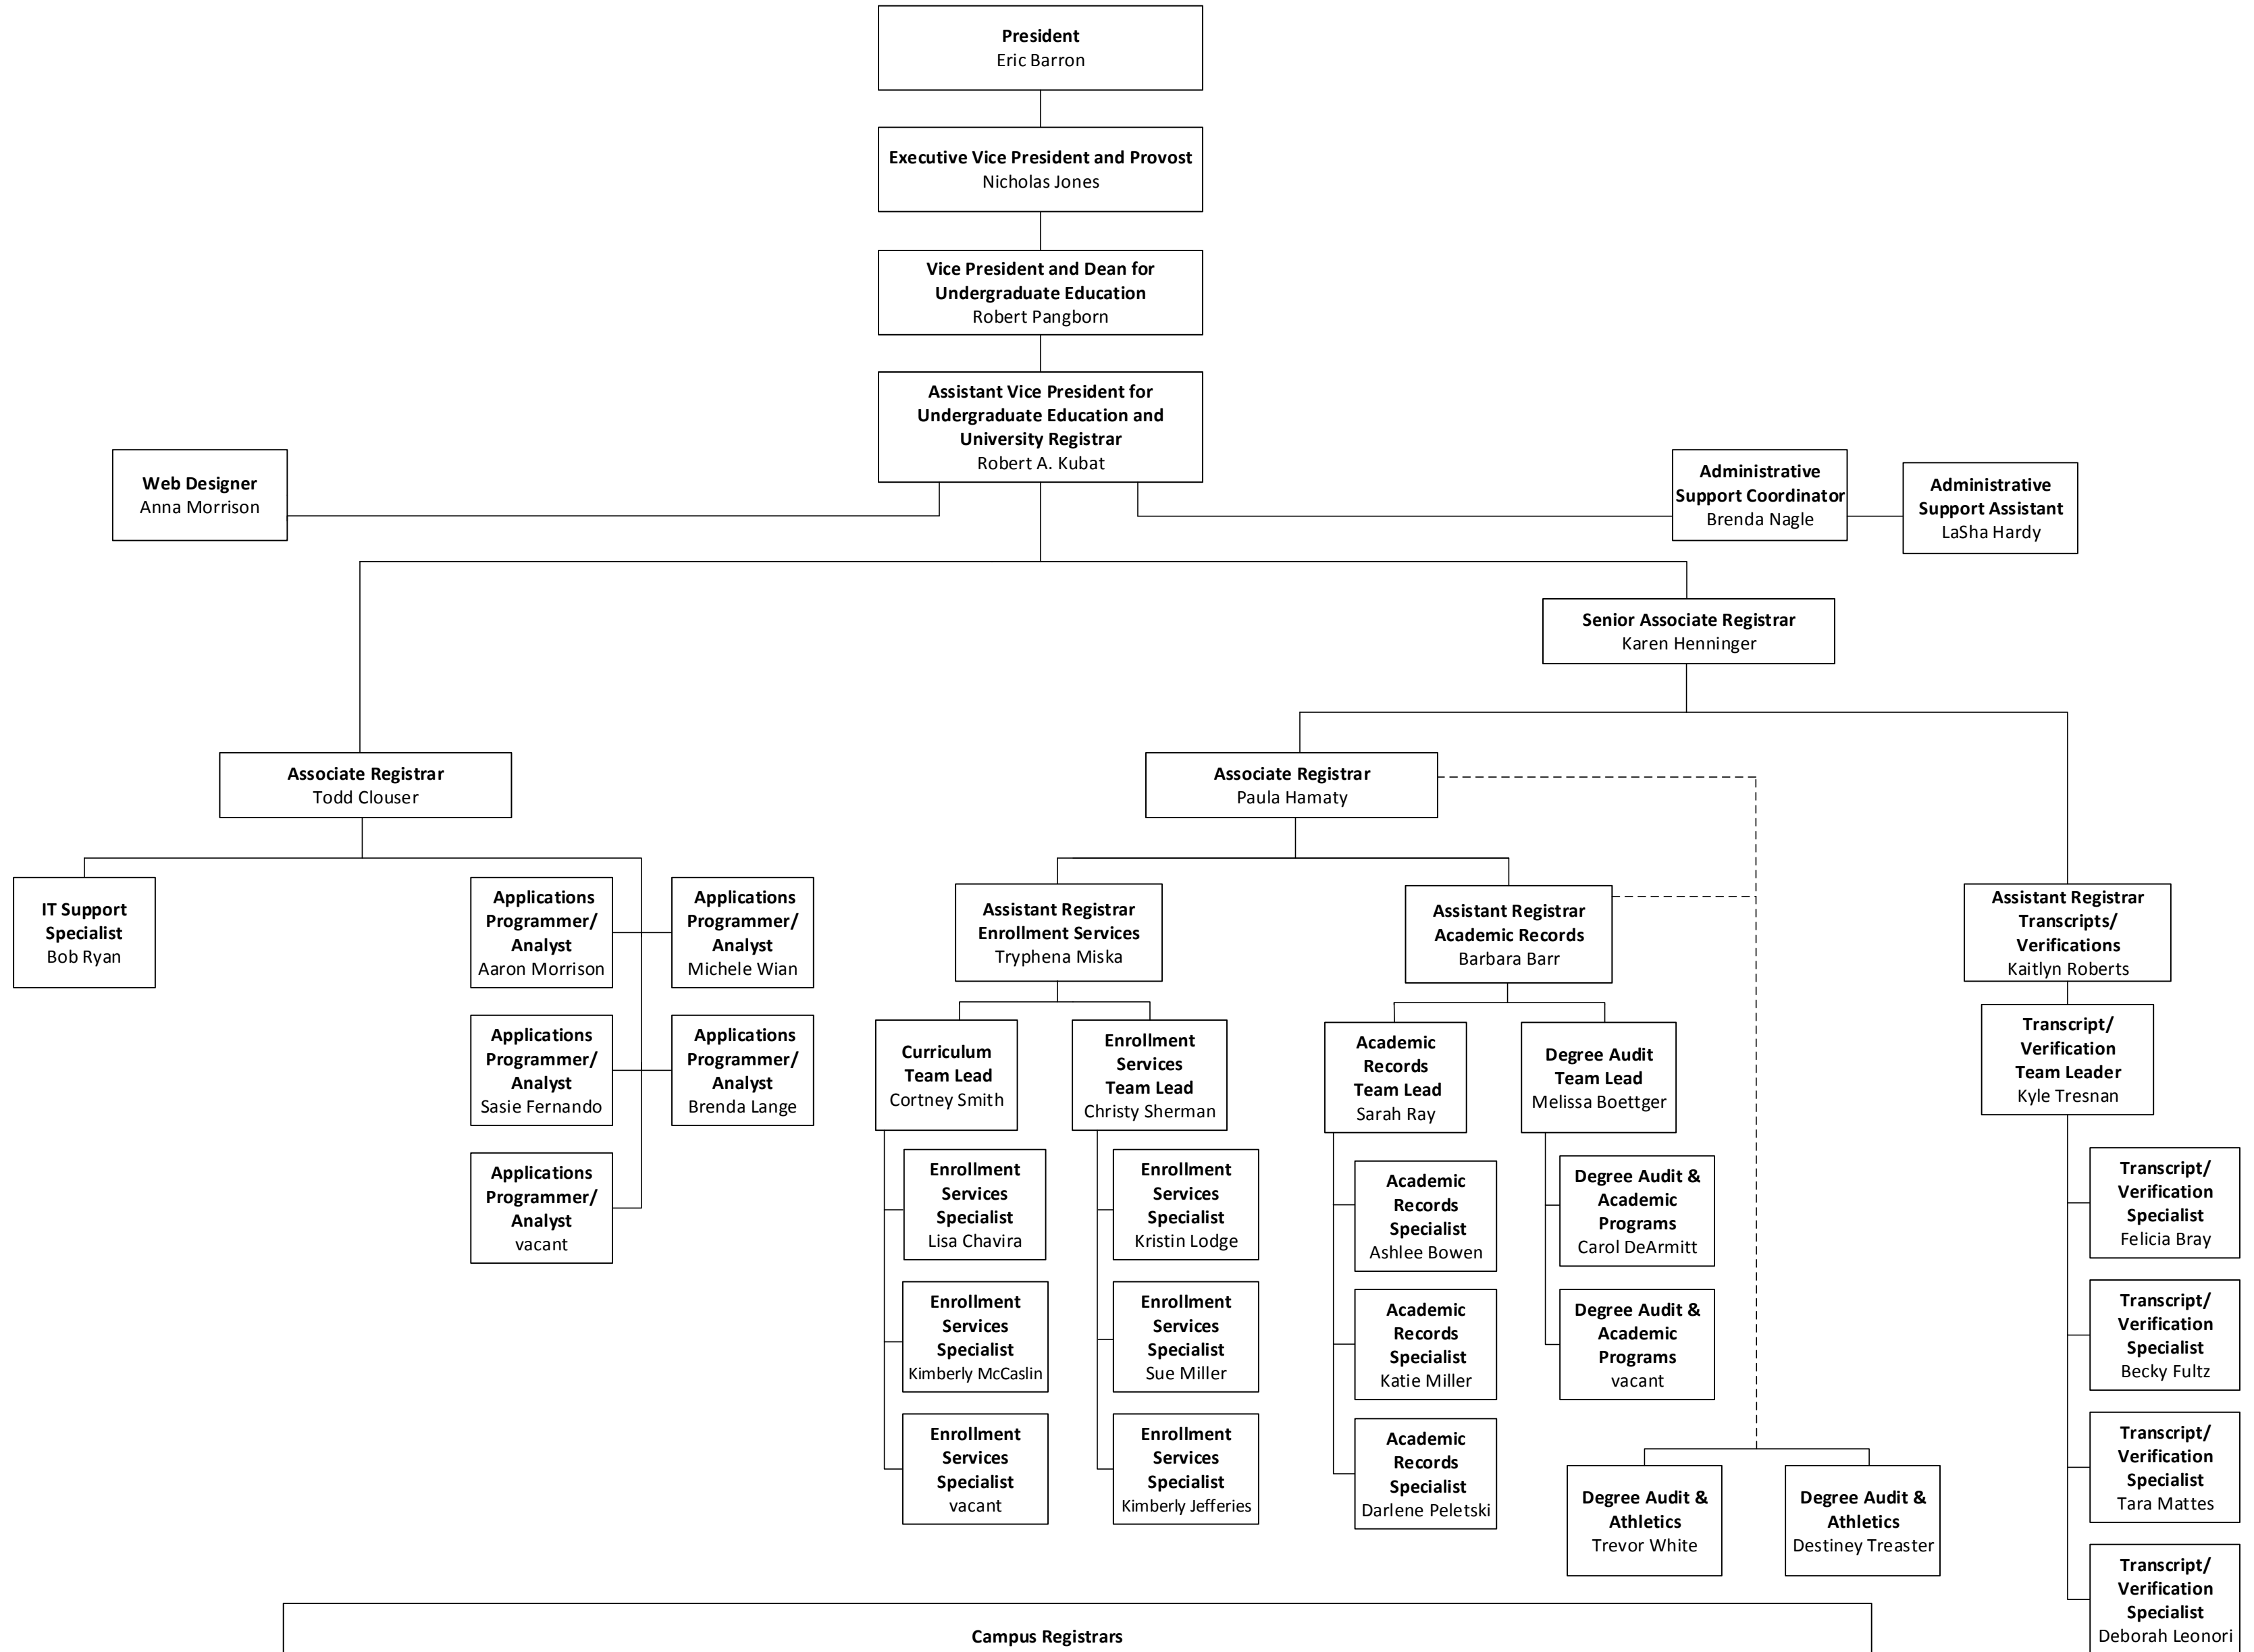 President
Eric Barron
Executive Vice President and Provost
Nicholas Jones
Vice President and Dean for
Undergraduate Education
Robert Pangborn
Assistant Vice President for
Undergraduate Education and
University Registrar
Robert A. Kubat
Web Designer
Anna Morrison
Administrative
Support Coordinator
Brenda Nagle
Administrative
Support Assistant
LaSha Hardy
Senior Associate Registrar
Karen Henninger
Associate Registrar
Todd Clouser
Associate Registrar
Paula Hamaty
IT Support
Specialist
Bob Ryan
Applications
Programmer/
Analyst
Aaron Morrison
Applications
Programmer/
Analyst
Michele Wian
Applications
Programmer/
Analyst
Sasie Fernando
Applications
Programmer/
Analyst
Brenda Lange
Applications
Programmer/
Analyst
vacant
Assistant Registrar
Enrollment Services
Tryphena Miska
Assistant Registrar
Academic Records
Barbara Barr
Assistant Registrar
Transcripts/
Verifications
Kaitlyn Roberts
Curriculum
Team Lead
Cortney Smith
Enrollment
Services
Specialist
Lisa Chavira
Enrollment
Services
Specialist
Kimberly McCaslin
Enrollment
Services
Specialist
vacant
Enrollment
Services
Team Lead
Christy Sherman
Enrollment
Services
Specialist
Kristin Lodge
Enrollment
Services
Specialist
Sue Miller
Enrollment
Services
Specialist
Kimberly Jefferies
Academic
Records
Team Lead
Sarah Ray
Academic
Records
Specialist
Ashlee Bowen
Academic
Records
Specialist
Katie Miller
Academic
Records
Specialist
Darlene Peletski
Degree Audit
Team Lead
Melissa Boettger
Degree Audit &
Academic
Programs
Carol DeArmitt
Degree Audit &
Academic
Programs
vacant
Degree Audit &
Athletics
Trevor White
Degree Audit &
Athletics
Destiney Treaster
Transcript/
Verification
Team Leader
Kyle Tresnan
Transcript/
Verification
Specialist
Felicia Bray
Transcript/
Verification
Specialist
Becky Fultz
Transcript/
Verification
Specialist
Tara Mattes
Transcript/
Verification
Specialist
Deborah Leonori
Campus Registrars